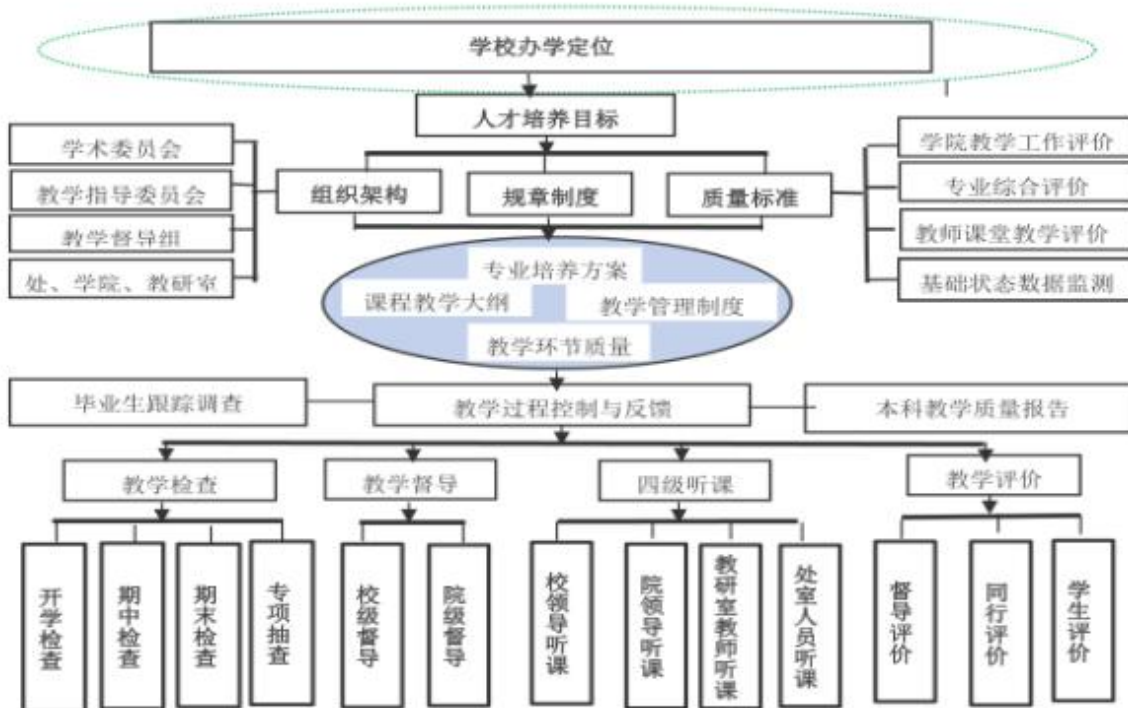 学校办学定位
人才培养目标
学术委员会
教学指导委员会
教学督导组
处、学院、教研室
组织架构
规章制度
质量标准
学院教学工作评价
专业综合评价
教师课堂教学评价
基础状态数据监测
专业培养方案
课程教学大纲
教学管理制度
教学环节质量
毕业生跟踪调查
教学过程控制与反馈
本科教学质量报告
教学检查
教学督导
四级听课
教学评价
开学检查
期中检查
期末检查
专项抽查
校级督导
院级督导
校领导听课
院领导听课
教研室教师听课
处室人员听课
督导评价
同行评价
学生评价